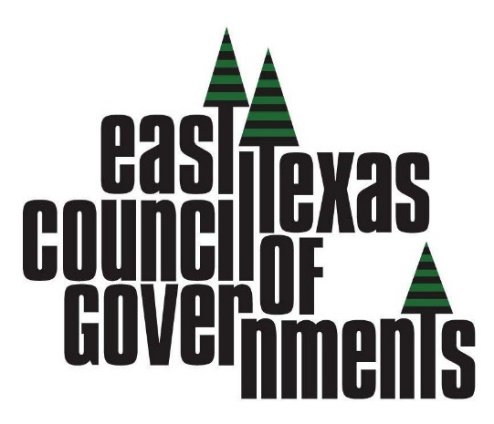 east Texas
council of
Governments